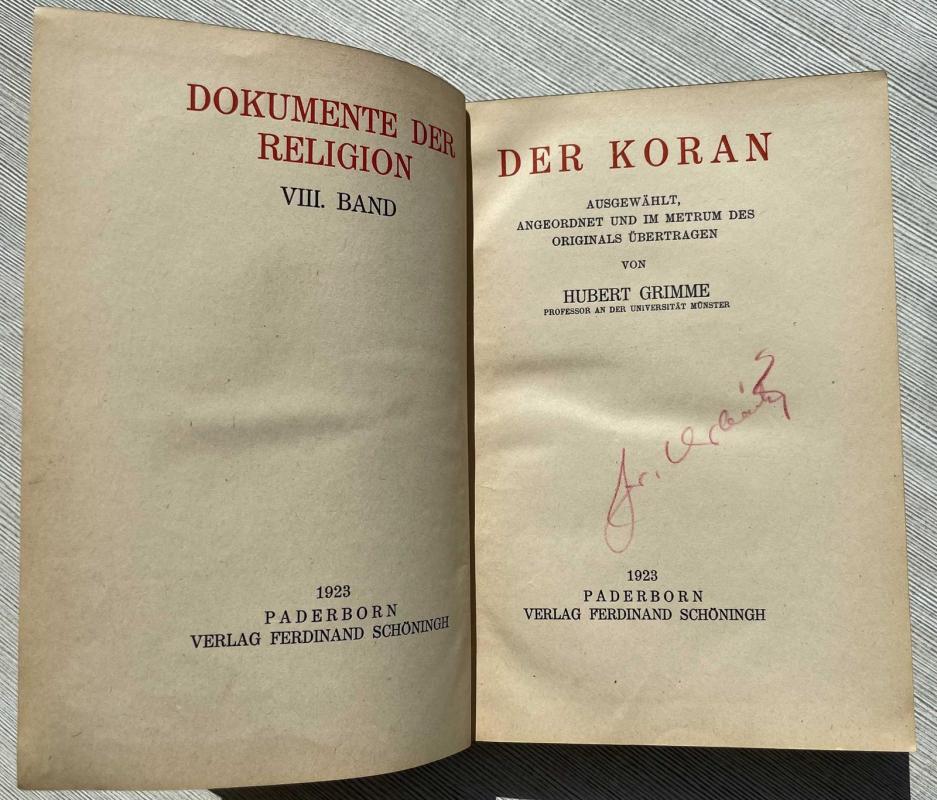 DOKUMENTE DER
RELIGION
VIII. BAND
1923
PADERBORN
VERLAG FERDINAND SCHÖNINGH
DER KORAN
AUSGEWÄHLT,
ANGEORDNET UND IM METRUM DES
ORIGINALS ÜBERTRAGEN
VON
HUBERT GRIMME
PROFESSOR AN DER UNIVERSITÄT MÜNSTER
1923
PADERBORN
VERLAG FERDINAND SCHÖNINGH